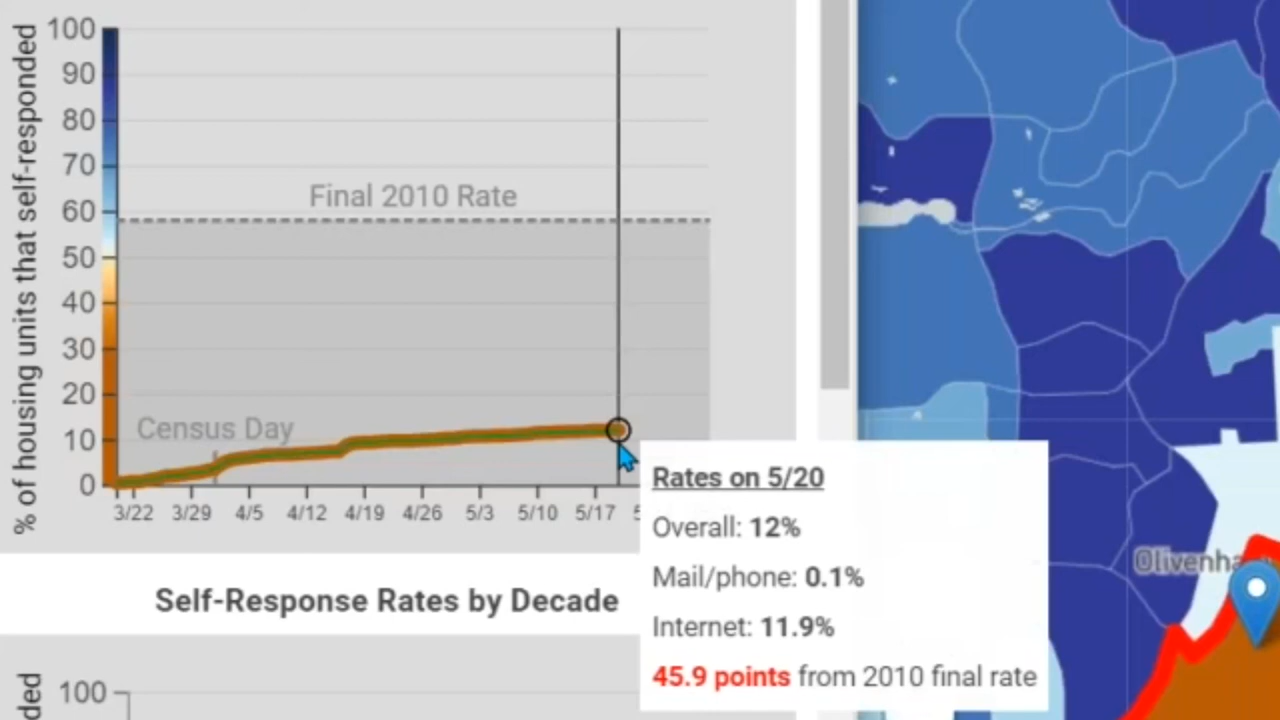 % of housing units that self-responded
100
90
80
70
60
50
40
30
20
10
0
Final 2010 Rate
Census Day
3/22 3/29 4/5 4/12 4/19 4/26 5/3 5/10 5/17
Rates on 5/20
Overall: 12%
Mail/phone: 0.1%
Internet: 11.9%
45.9 points from 2010 final rate
Self-Response Rates by Decade
100